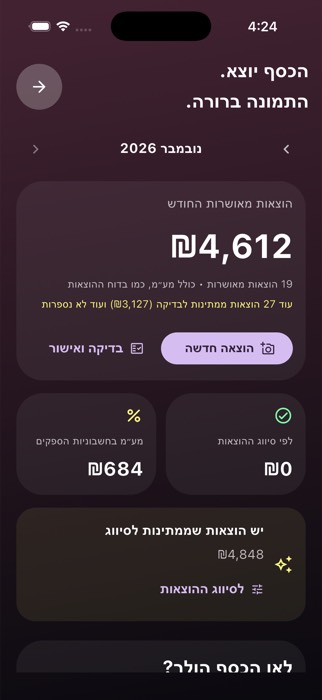 4:24
הכסף יוצא.
התמונה ברורה.
נובמבר 2026
הוצאות מאושרות החודש
₪4,612
19 הוצאות מאושרות • כולל מע״מ, כמו בדוח ההוצאות
עוד 27 הוצאות ממתינות לבדיקה (₪3,127) ועוד לא נספרות
הוצאה חדשה
בדיקה ואישור
לפי סיווג ההוצאות
₪0
מע״מ בחשבוניות הספקים
₪684
יש הוצאות שממתינות לסיווג
₪4,848
לסיווג ההוצאות
לאן הכסף הולך?